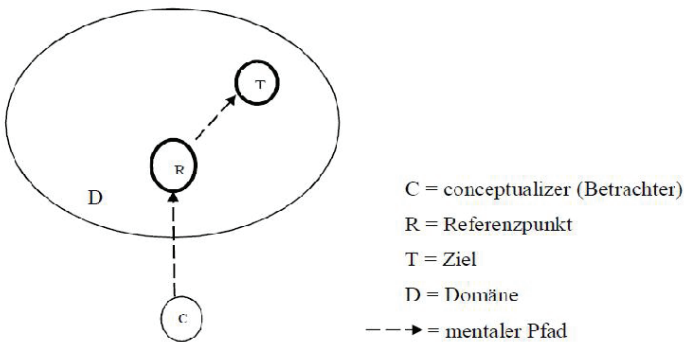 T
R
D
C
C = conceptualizer (Betrachter)
R = Referenzpunkt
T = Ziel
D = Domäne
= mentaler Pfad